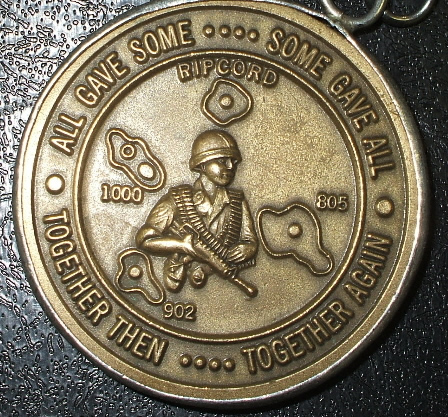 ALL GAVE SOME •••• SOME GAVE ALL
RIPCORD
1000
805
902
TOGETHER THEN •••• TOGETHER AGAIN